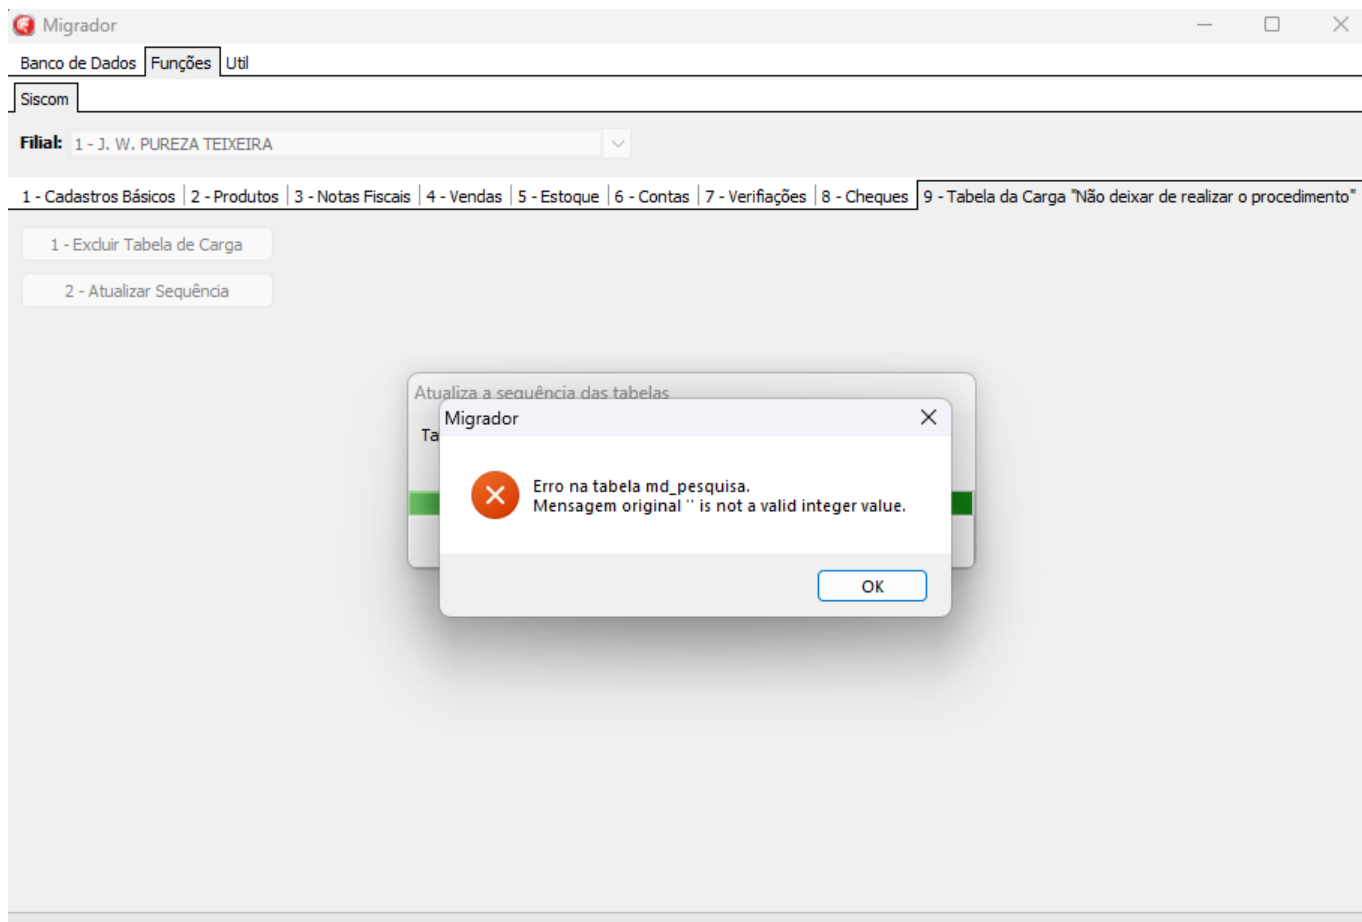 Migrador
Banco de Dados Funções Util
Siscom
Filial: 1 - J. W. PUREZA TEIXEIRA
1 - Cadastros Básicos 2 - Produtos 3 - Notas Fiscais 4 - Vendas 5 - Estoque 6 - Contas 7 - Verifiações 8 - Cheques 9 - Tabela da Carga "Não deixar de realizar o procedimento"
1 - Excluir Tabela de Carga
2 - Atualizar Sequência
Atualiza a sequência das tabelas
Migrador
Erro na tabela md_pesquisa.
Mensagem original '' is not a valid integer value.
OK